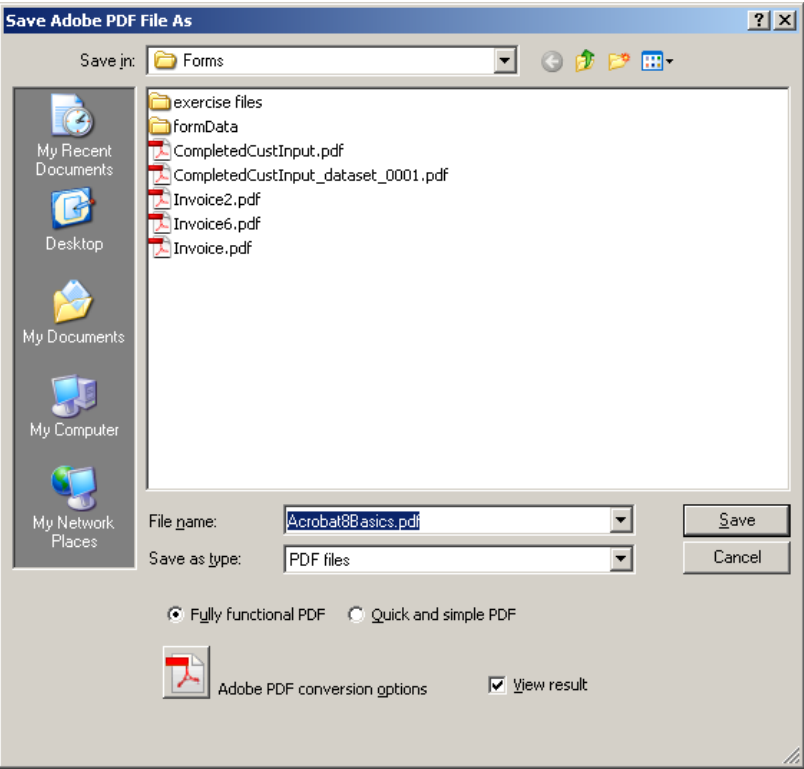 Save Adobe PDF File As
Save in:
Forms
My Recent
Documents
Desktop
My Documents
My Computer
My Network
Places
exercise files
formData
CompletedCustInput.pdf
CompletedCustInput_dataset_0001.pdf
Invoice2.pdf
Invoice6.pdf
Invoice.pdf
File name:
Acrobat8Basics.pdf
Save
Save as type:
PDF files
Cancel
Fully functional PDF
Quick and simple PDF
Adobe PDF conversion options
View result